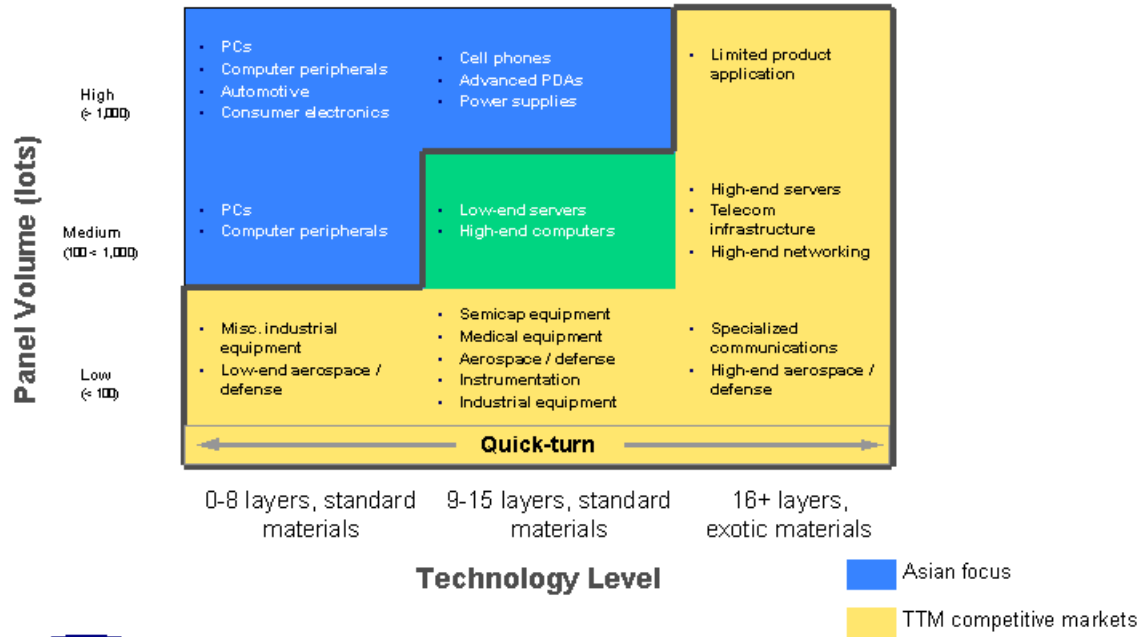 PCs
Computer peripherals
Automotive
Consumer electronics
Cell phones
Advanced PDAs
Power supplies
Limited product
application
High
(> 1,000)
Panel Volume (lots)
PCs
Computer peripherals
Low-end servers
High-end computers
High-end servers
Telecom
infrastructure
High-end networking
Medium
(100 < 1,000)
Misc. industrial
equipment
Low-end aerospace /
defense
Semicap equipment
Medical equipment
Aerospace / defense
Instrumentation
Industrial equipment
Specialized
communications
High-end aerospace /
defense
Low
(< 100)
Quick-turn
0-8 layers, standard
materials
9-15 layers, standard
materials
16+ layers,
exotic materials
Technology Level
Asian focus
TTM competitive markets